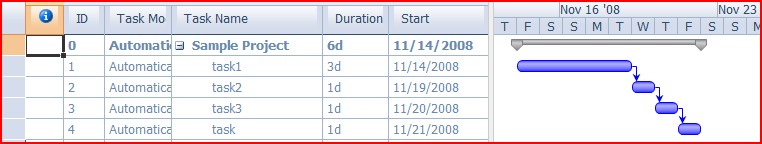 ID Task Mo Task Name Duration Start
Nov 16 '08 Nov 23
T F S S M T W T F S S M
0 Automatica Sample Project 6d 11/14/2008
1 Automatica task1 3d 11/14/2008
2 Automatica task2 1d 11/19/2008
3 Automatica task3 1d 11/20/2008
4 Automatica task 1d 11/21/2008